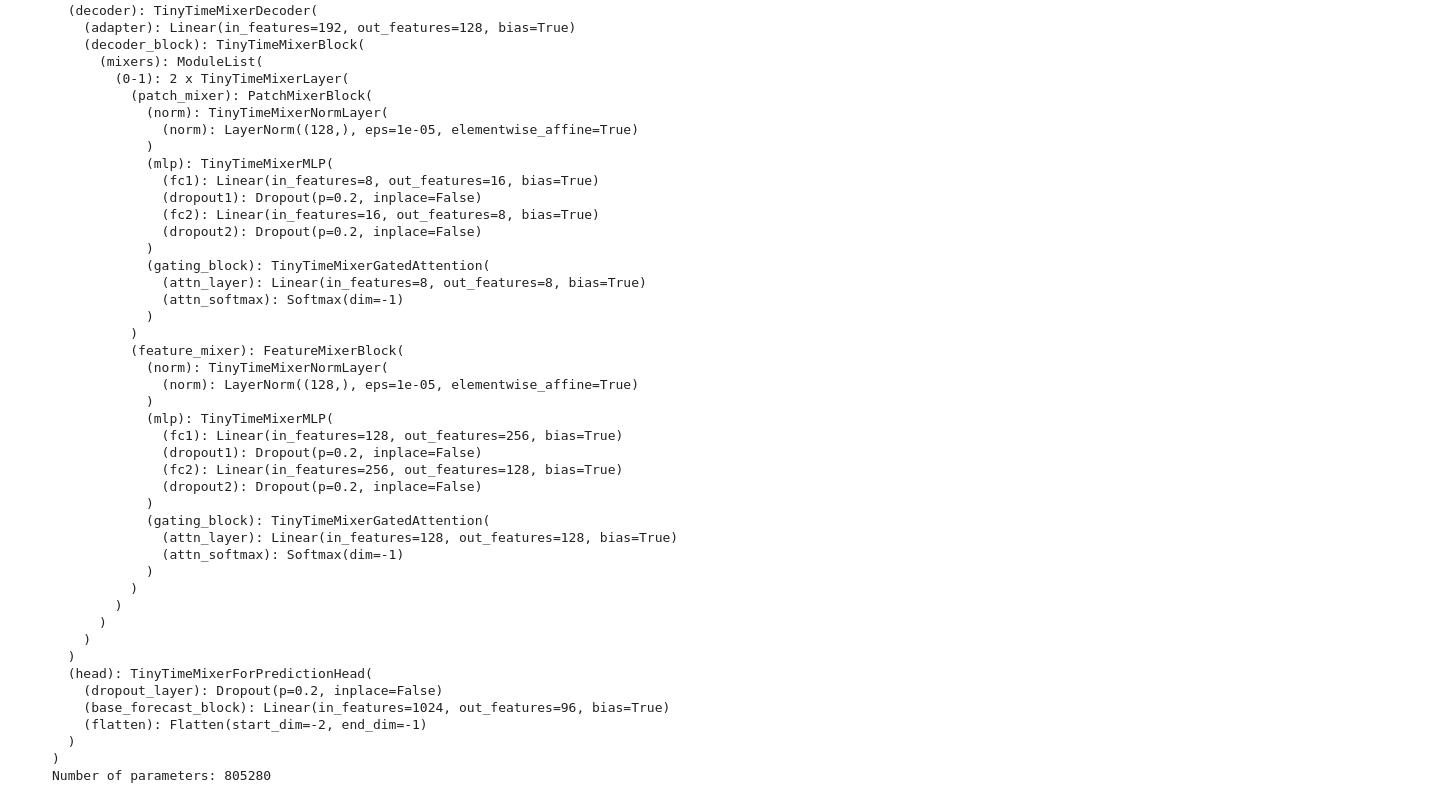 (decoder): TinyTimeMixerDecoder(
(adapter): Linear(in_features=192, out_features=128, bias=True)
(decoder_block): TinyTimeMixerBlock(
(mixers): ModuleList(
(0-1): 2 x TinyTimeMixerLayer(
(patch_mixer): PatchMixerBlock(
(norm): TinyTimeMixerNormLayer(
(norm): LayerNorm((128,), eps=1e-05, elementwise_affine=True)
)
(mlp): TinyTimeMixerMLP(
(fc1): Linear(in_features=8, out_features=16, bias=True)
(dropout1): Dropout(p=0.2, inplace=False)
(fc2): Linear(in_features=16, out_features=8, bias=True)
(dropout2): Dropout(p=0.2, inplace=False)
)
(gating_block): TinyTimeMixerGatedAttention(
(attn_layer): Linear(in_features=8, out_features=8, bias=True)
(attn_softmax): Softmax(dim=-1)
)
)
(feature_mixer): FeatureMixerBlock(
(norm): TinyTimeMixerNormLayer(
(norm): LayerNorm((128,), eps=1e-05, elementwise_affine=True)
)
(mlp): TinyTimeMixerMLP(
(fc1): Linear(in_features=128, out_features=256, bias=True)
(dropout1): Dropout(p=0.2, inplace=False)
(fc2): Linear(in_features=256, out_features=128, bias=True)
(dropout2): Dropout(p=0.2, inplace=False)
)
(gating_block): TinyTimeMixerGatedAttention(
(attn_layer): Linear(in_features=128, out_features=128, bias=True)
(attn_softmax): Softmax(dim=-1)
)
)
)
)
)
)
(head): TinyTimeMixerForPredictionHead(
(dropout_layer): Dropout(p=0.2, inplace=False)
(base_forecast_block): Linear(in_features=1024, out_features=96, bias=True)
(flatten): Flatten(start_dim=-2, end_dim=-1)
)
)
Number of parameters: 805280